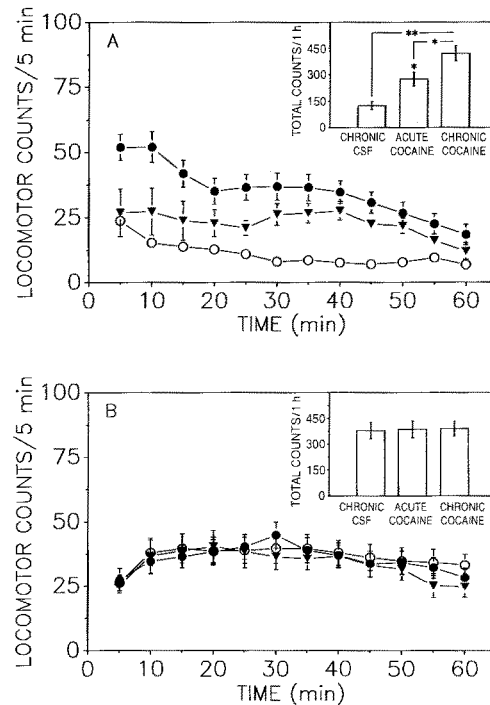 A
LOCOMOTOR COUNTS/5 min
100
75
50
25
0
0 10 20 30 40 50 60
TIME (min)
TOTAL COUNTS/1 h
450
300
150
**
*
*
CHRONIC CSF
ACUTE COCAINE
CHRONIC COCAINE
B
LOCOMOTOR COUNTS/5 min
100
75
50
25
0
0 10 20 30 40 50 60
TIME (min)
TOTAL COUNTS/1 h
450
300
150
0
CHRONIC CSF
ACUTE COCAINE
CHRONIC COCAINE